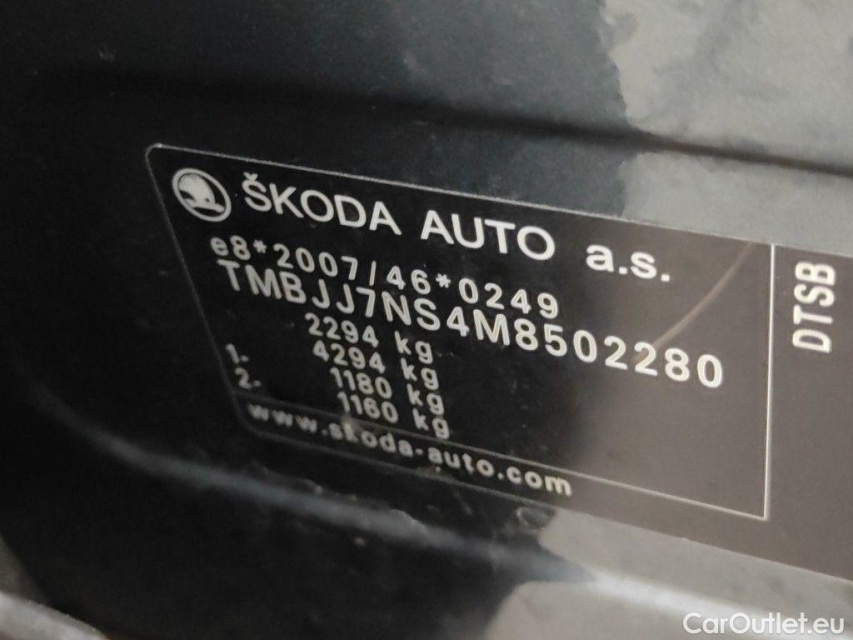 ŠKODA AUTO a.s.
e8*2007/46*0249
TMBJJ7NS4M8502280
2294 kg
4294 kg
1.- 1180 kg
2.- 1160 kg
www.skoda-auto.com
DTSB
CarOutlet.eu